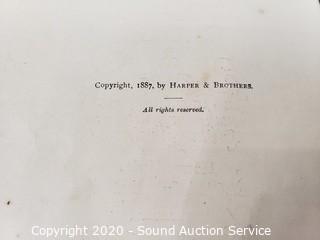 Copyright, 1887, by HARPER & BROTHERS.
All rights reserved.
Copyright 2020 - Sound Auction Service